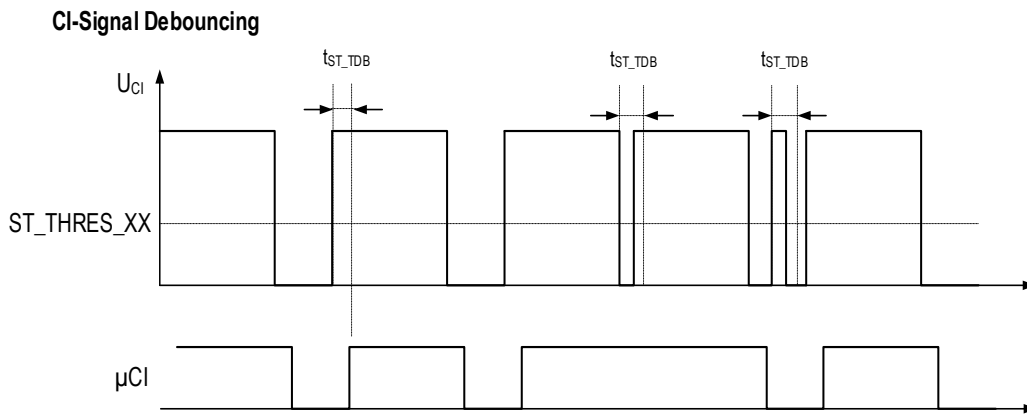 CI-Signal Debouncing
tST_TDB tST_TDB tST_TDB
UCI
ST_THRES_XX
µCI